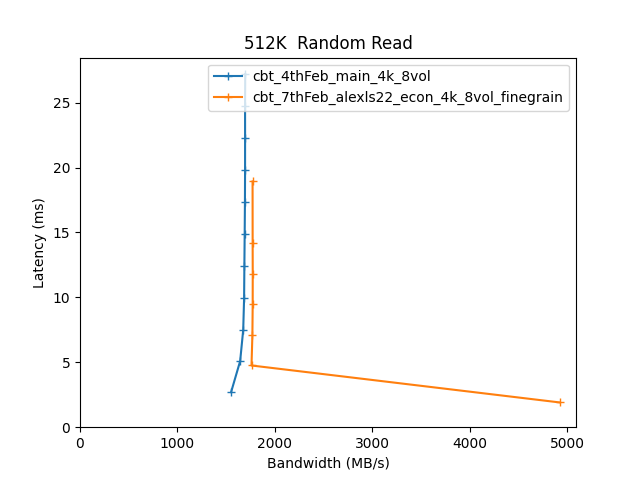 512K  Random Read
cbt_4thFeb_main_4k_8vol
cbt_7thFeb_alexls22_econ_4k_8vol_finegrain
25
20
15
10
5
0
Latency (ms)
0 1000 2000 3000 4000 5000
Bandwidth (MB/s)